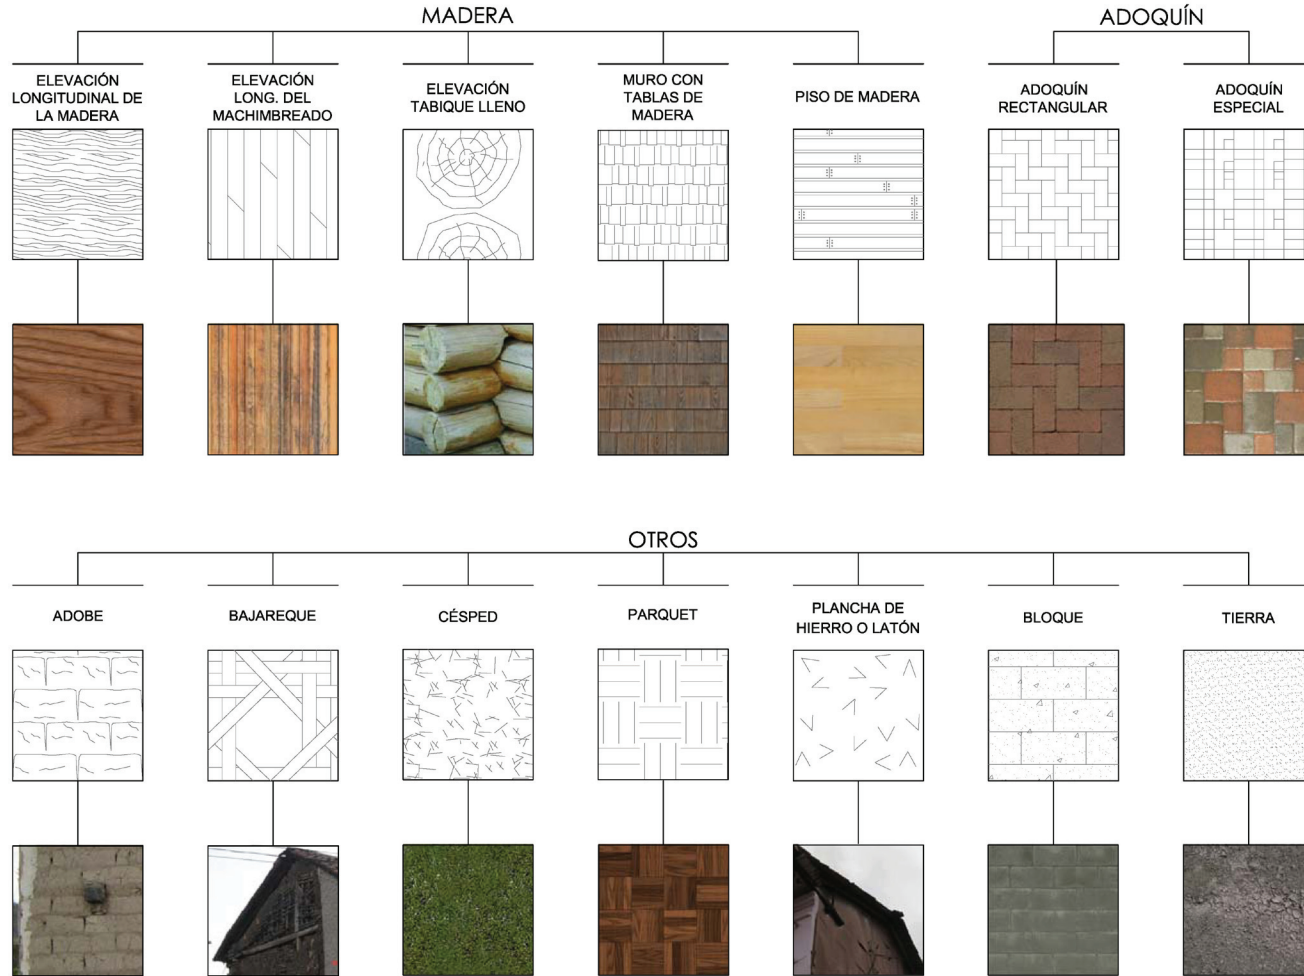 MADERA
ADOQUÍN
ELEVACIÓN
LONGITUDINAL DE
LA MADERA
ELEVACIÓN
LONG. DEL
MACHIMBREADO
ELEVACIÓN
TABIQUE LLENO
MURO CON
TABLAS DE
MADERA
PISO DE MADERA
ADOQUÍN
RECTANGULAR
ADOQUÍN
ESPECIAL
OTROS
ADOBE
BAJAREQUE
CÉSPED
PARQUET
PLANCHA DE
HIERRO O LATÓN
BLOQUE
TIERRA